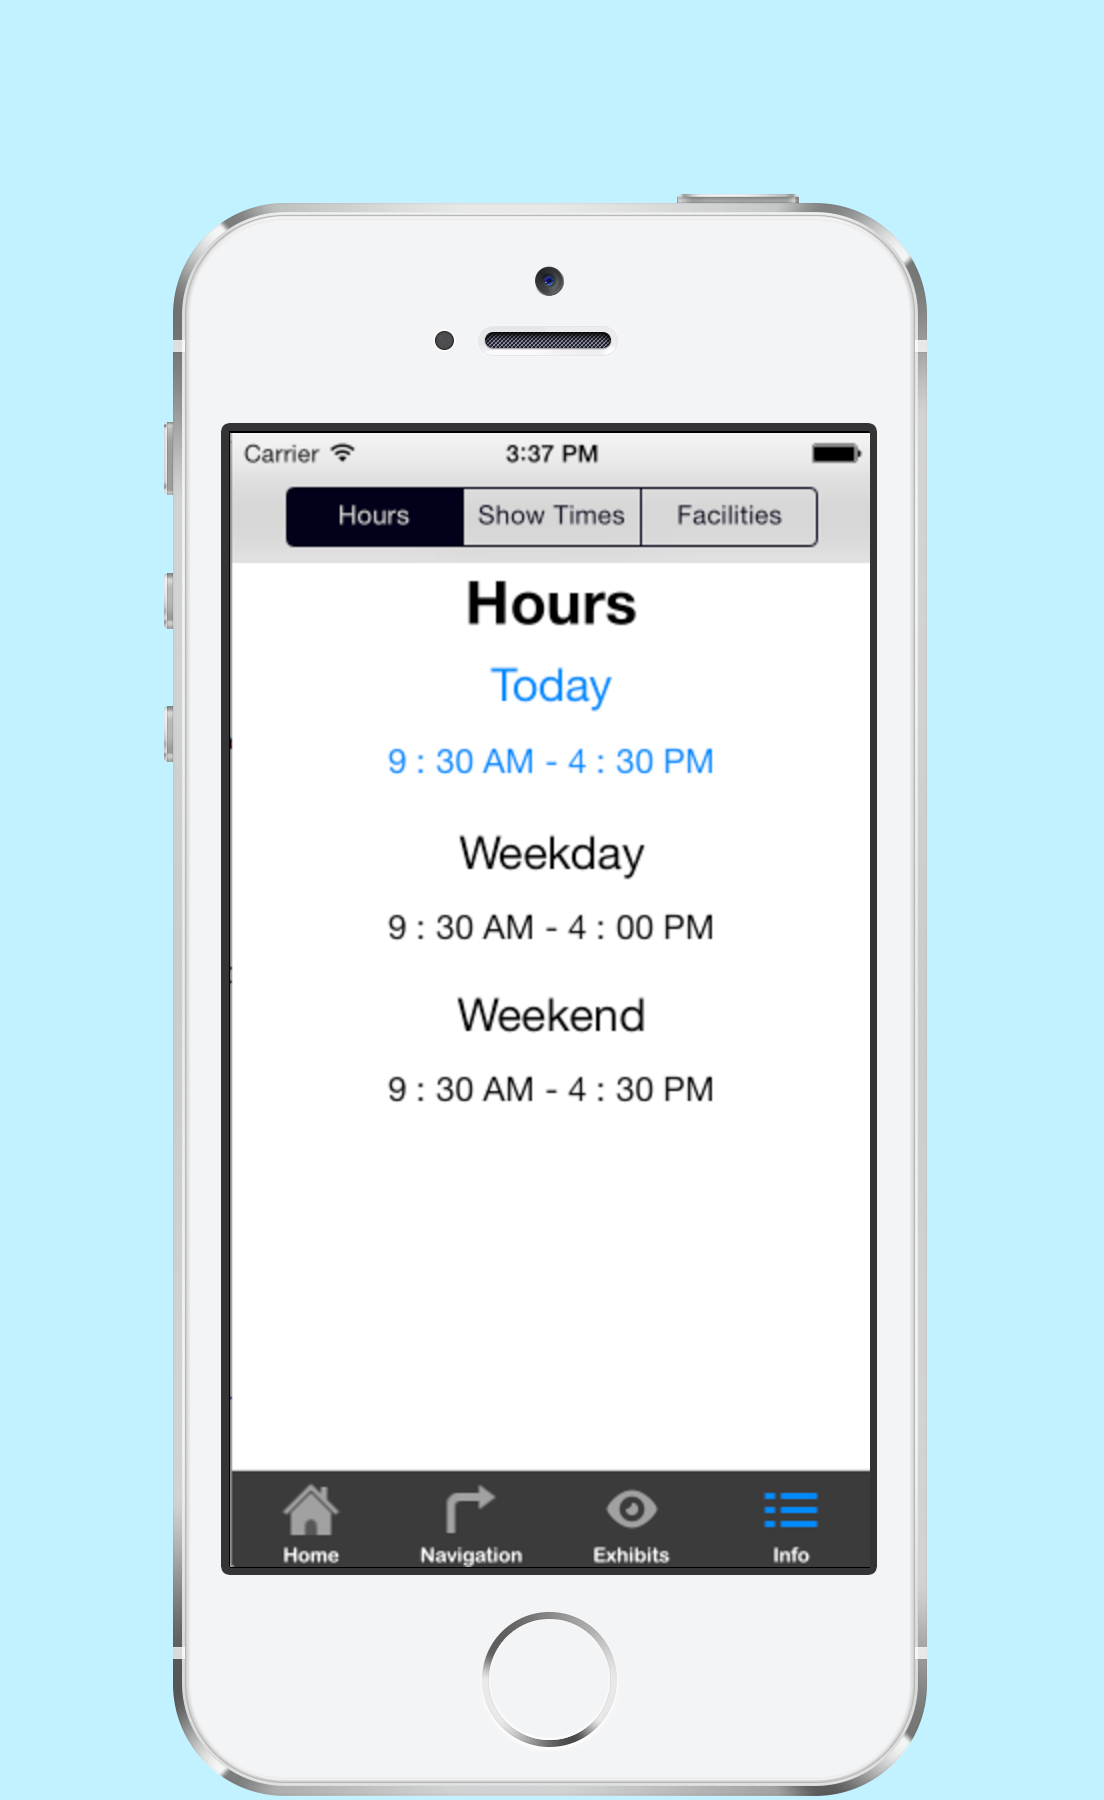 Carrier 3:37 PM
Hours Show Times Facilities
Hours
Today
9 : 30 AM - 4 : 30 PM
Weekday
9 : 30 AM - 4 : 00 PM
Weekend
9 : 30 AM - 4 : 30 PM
Home Navigation Exhibits Info